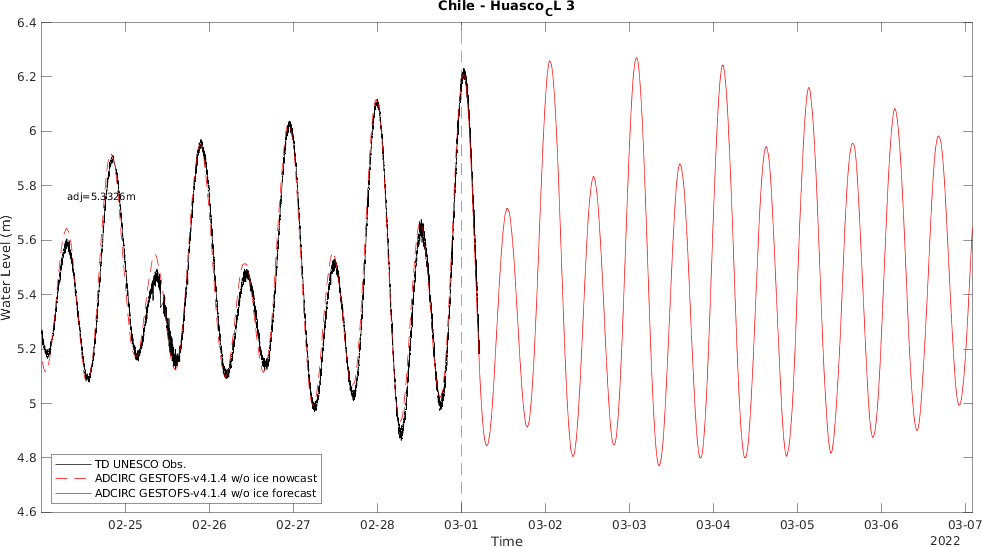 Chile - Huasco_CL 3
6.4
6.2
6
5.8
5.6
5.4
5.2
5
4.8
4.6
Water Level (m)
adj=5.3326m
TD UNESCO Obs.
ADCIRC GESTOFS-v4.1.4 w/o ice nowcast
ADCIRC GESTOFS-v4.1.4 w/o ice forecast
02-25 02-26 02-27 02-28 03-01 03-02 03-03 03-04 03-05 03-06 03-07
Time
2022